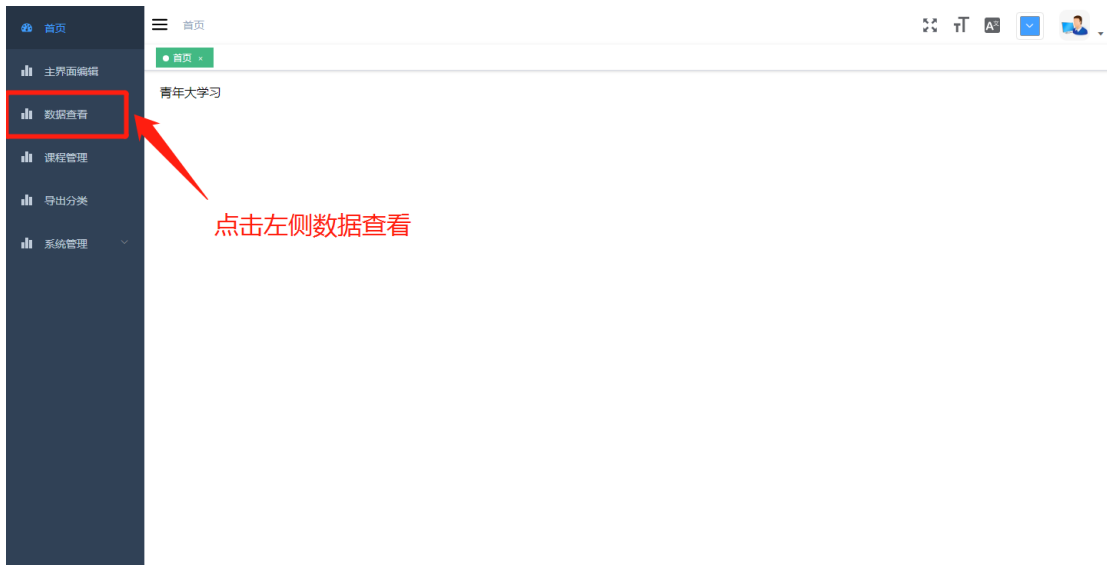 首页
主界面编辑
数据查看
课程管理
导出分类
系统管理
首页
首页 ×
青年大学习
点击左侧数据查看